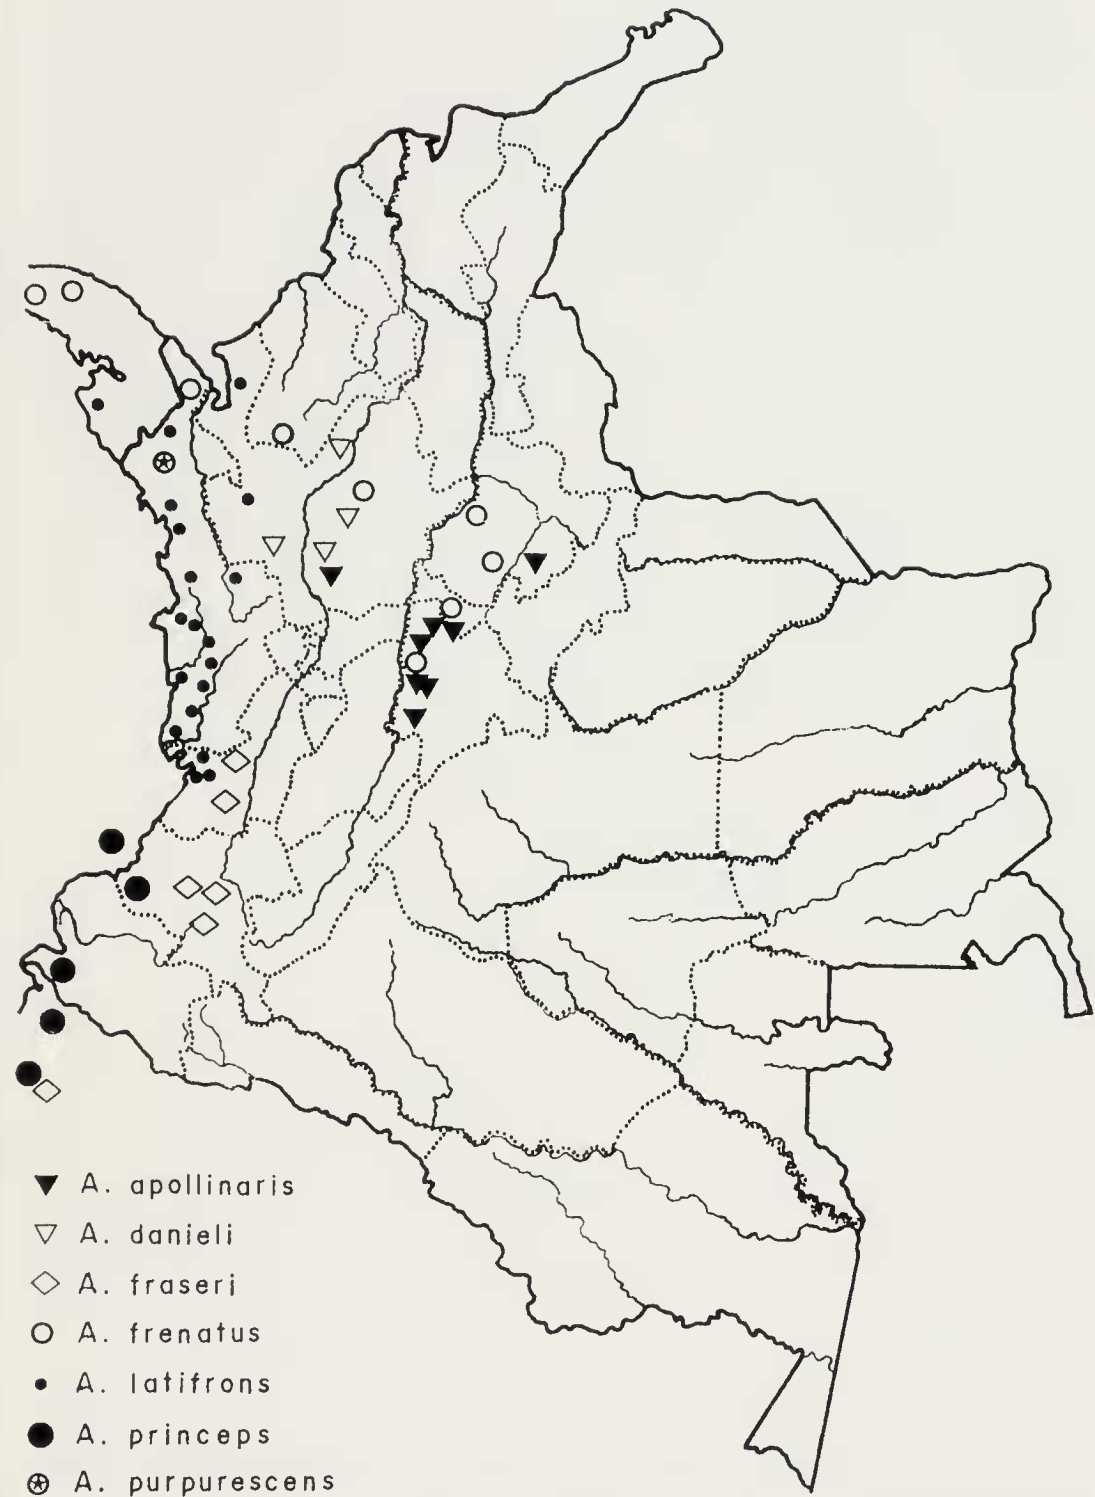 A. apollinaris
A. danieli
A. fraseri
A. frenatus
A. latifrons
A. princeps
A. purpurescens